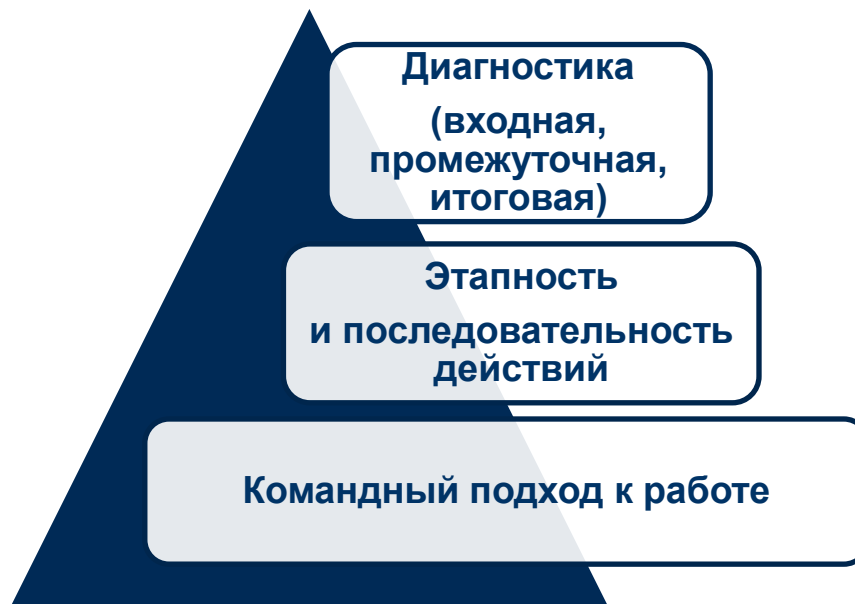 Диагностика
(входная,
промежуточная,
итоговая)
Этапность
и последовательность
действий
Командный подход к работе